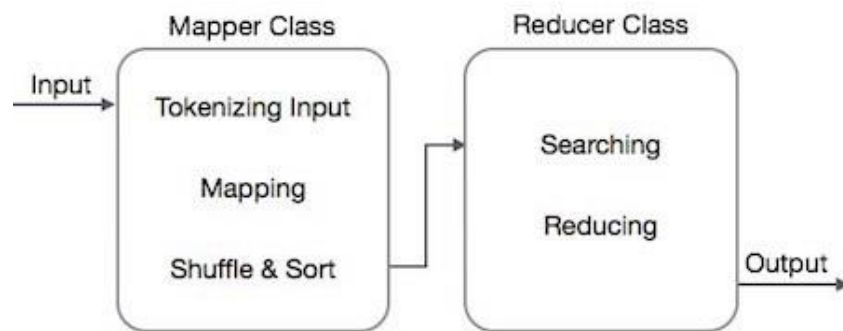 Mapper Class
Reducer Class
Input
Tokenizing Input
Mapping
Shuffle & Sort
Searching
Reducing
Output